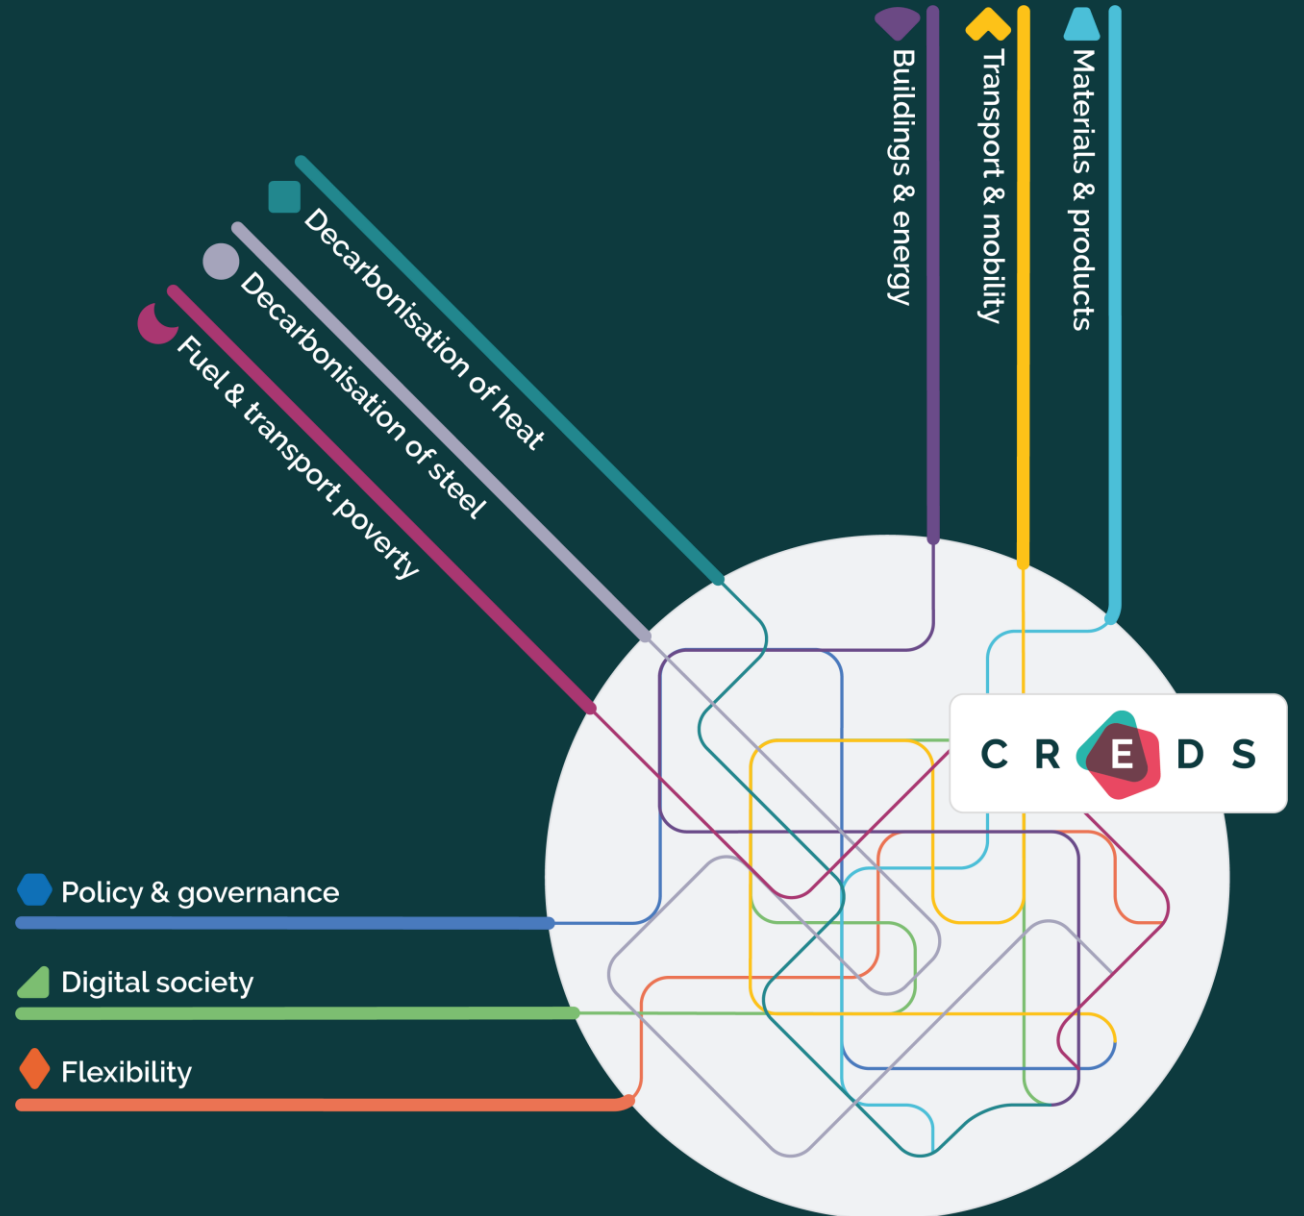 Buildings & energy
Transport & mobility
Materials & products
Decarbonisation of heat
Decarbonisation of steel
Fuel & transport poverty
C R E D S
Policy & governance
Digital society
Flexibility